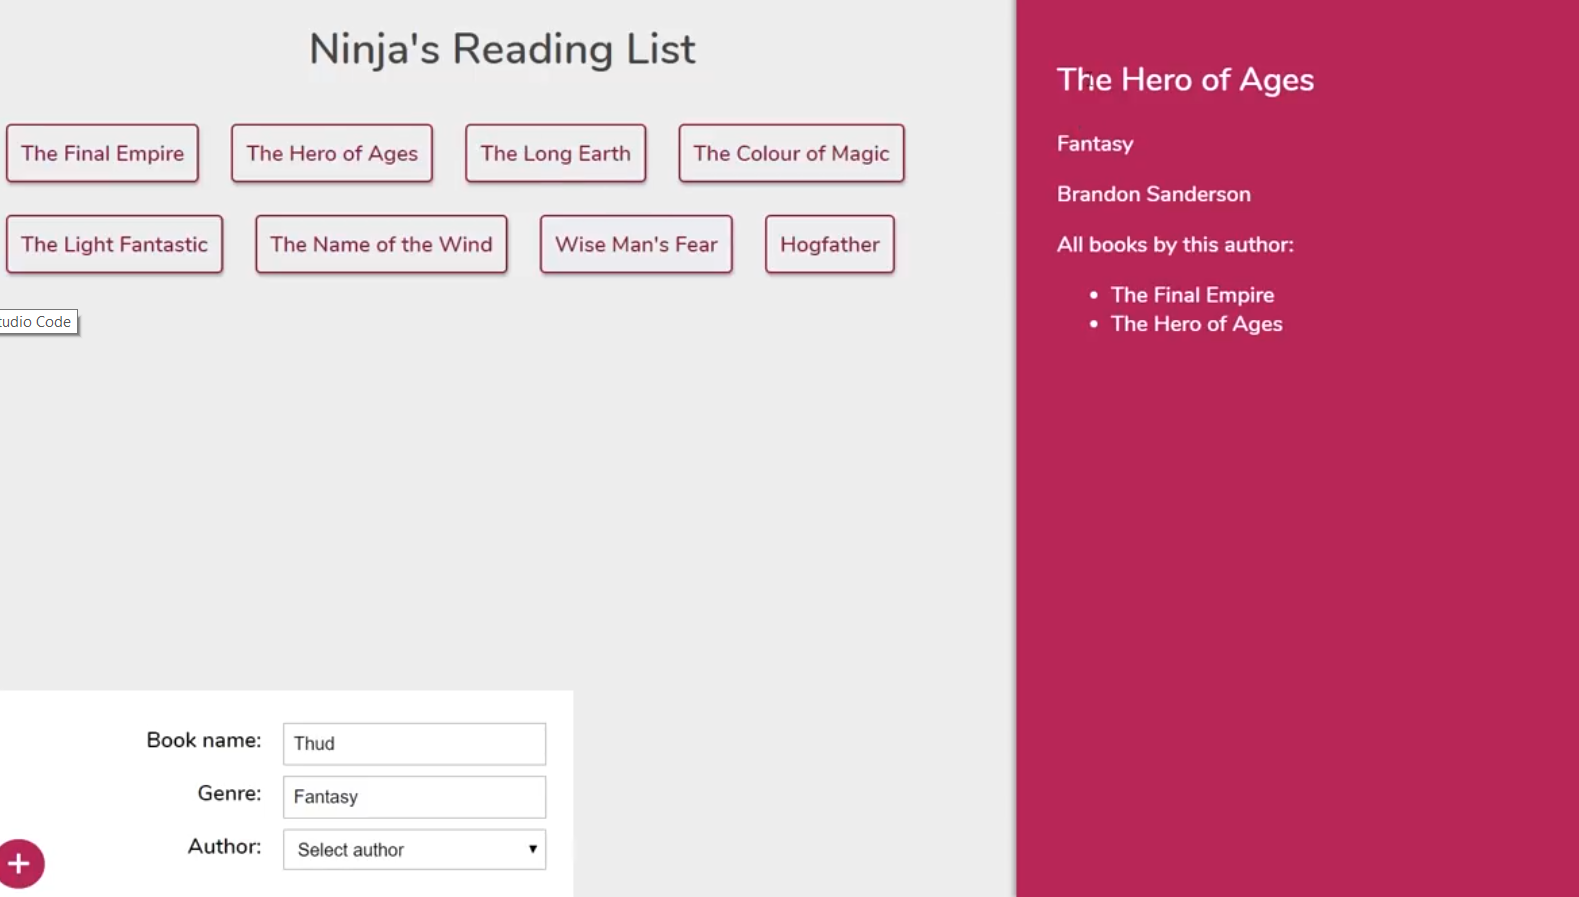 Ninja's Reading List
The Final Empire
The Hero of Ages
The Long Earth
The Colour of Magic
The Light Fantastic
The Name of the Wind
Wise Man's Fear
Hogfather
Code
Book name:
Thud
Genre:
Fantasy
Author:
Select author
+
The Hero of Ages
Fantasy
Brandon Sanderson
All books by this author:
• The Final Empire
• The Hero of Ages